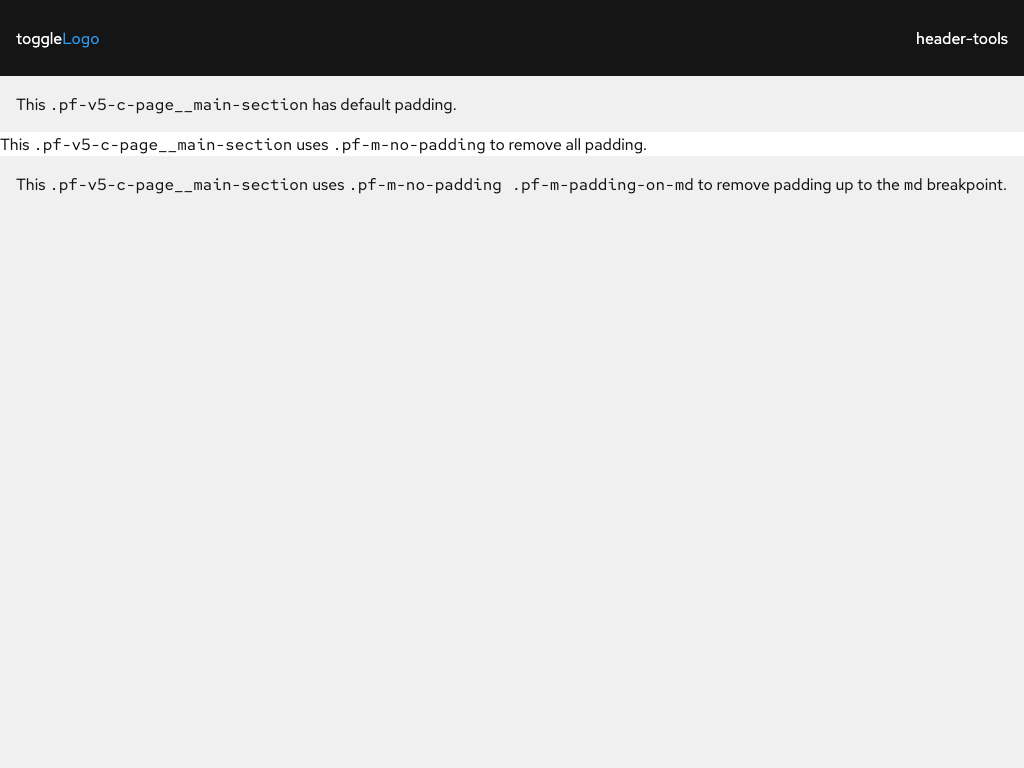 toggleLogo header-tools
This .pf-v5-c-page__main-section has default padding.
This .pf-v5-c-page__main-section uses .pf-m-no-padding to remove all padding.
This .pf-v5-c-page__main-section uses .pf-m-no-padding .pf-m-padding-on-md to remove padding up to the md breakpoint.